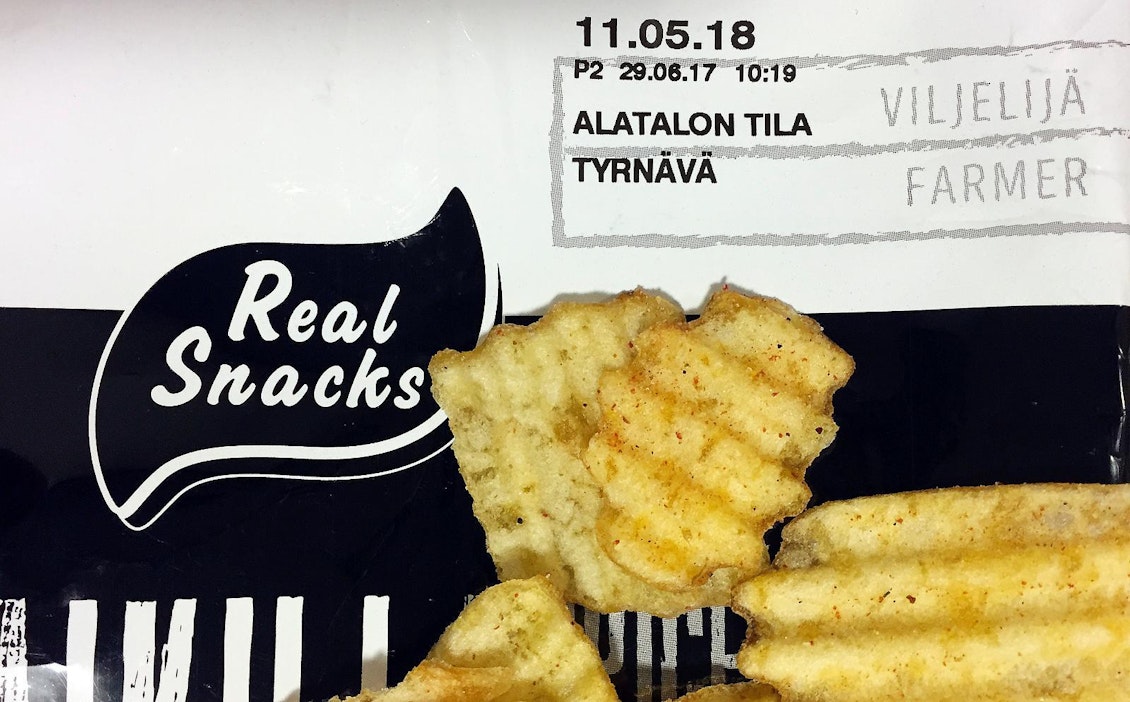 11.05.18
P2 29.06.17 10:19
VILJELIJÄ
ALATALON TILA
TYRNÄVÄ
FARMER
Real
Snacks